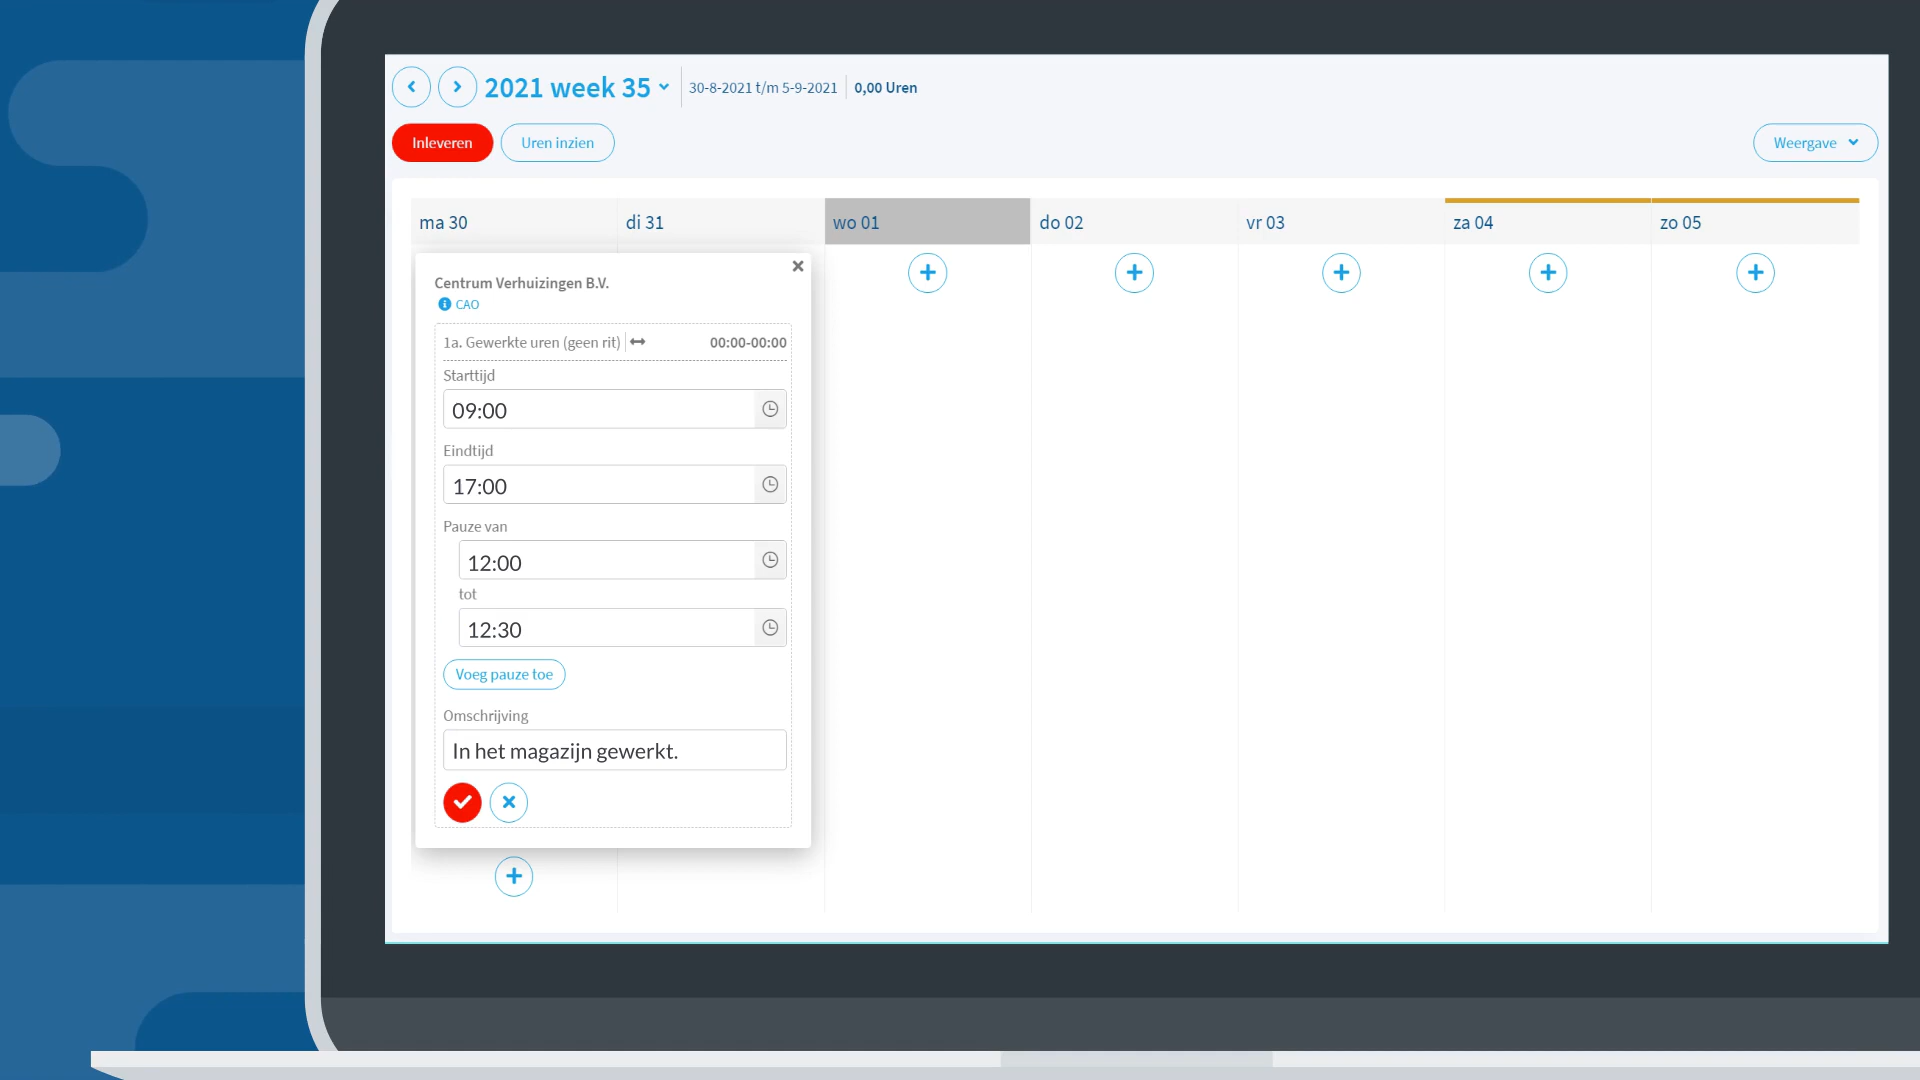 2021 week 35
30-8-2021 t/m 5-9-2021
0,00 Uren
Inleveren
Uren inzien
Weergave
ma 30
di 31
wo 01
do 02
vr 03
za 04
zo 05
Centrum Verhuizingen B.V.
CAO
1a. Gewerkte uren (geen rit)
00:00-00:00
Starttijd
09:00
Eindtijd
17:00
Pauze van
12:00
tot
12:30
Voeg pauze toe
Omschrijving
In het magazijn gewerkt.